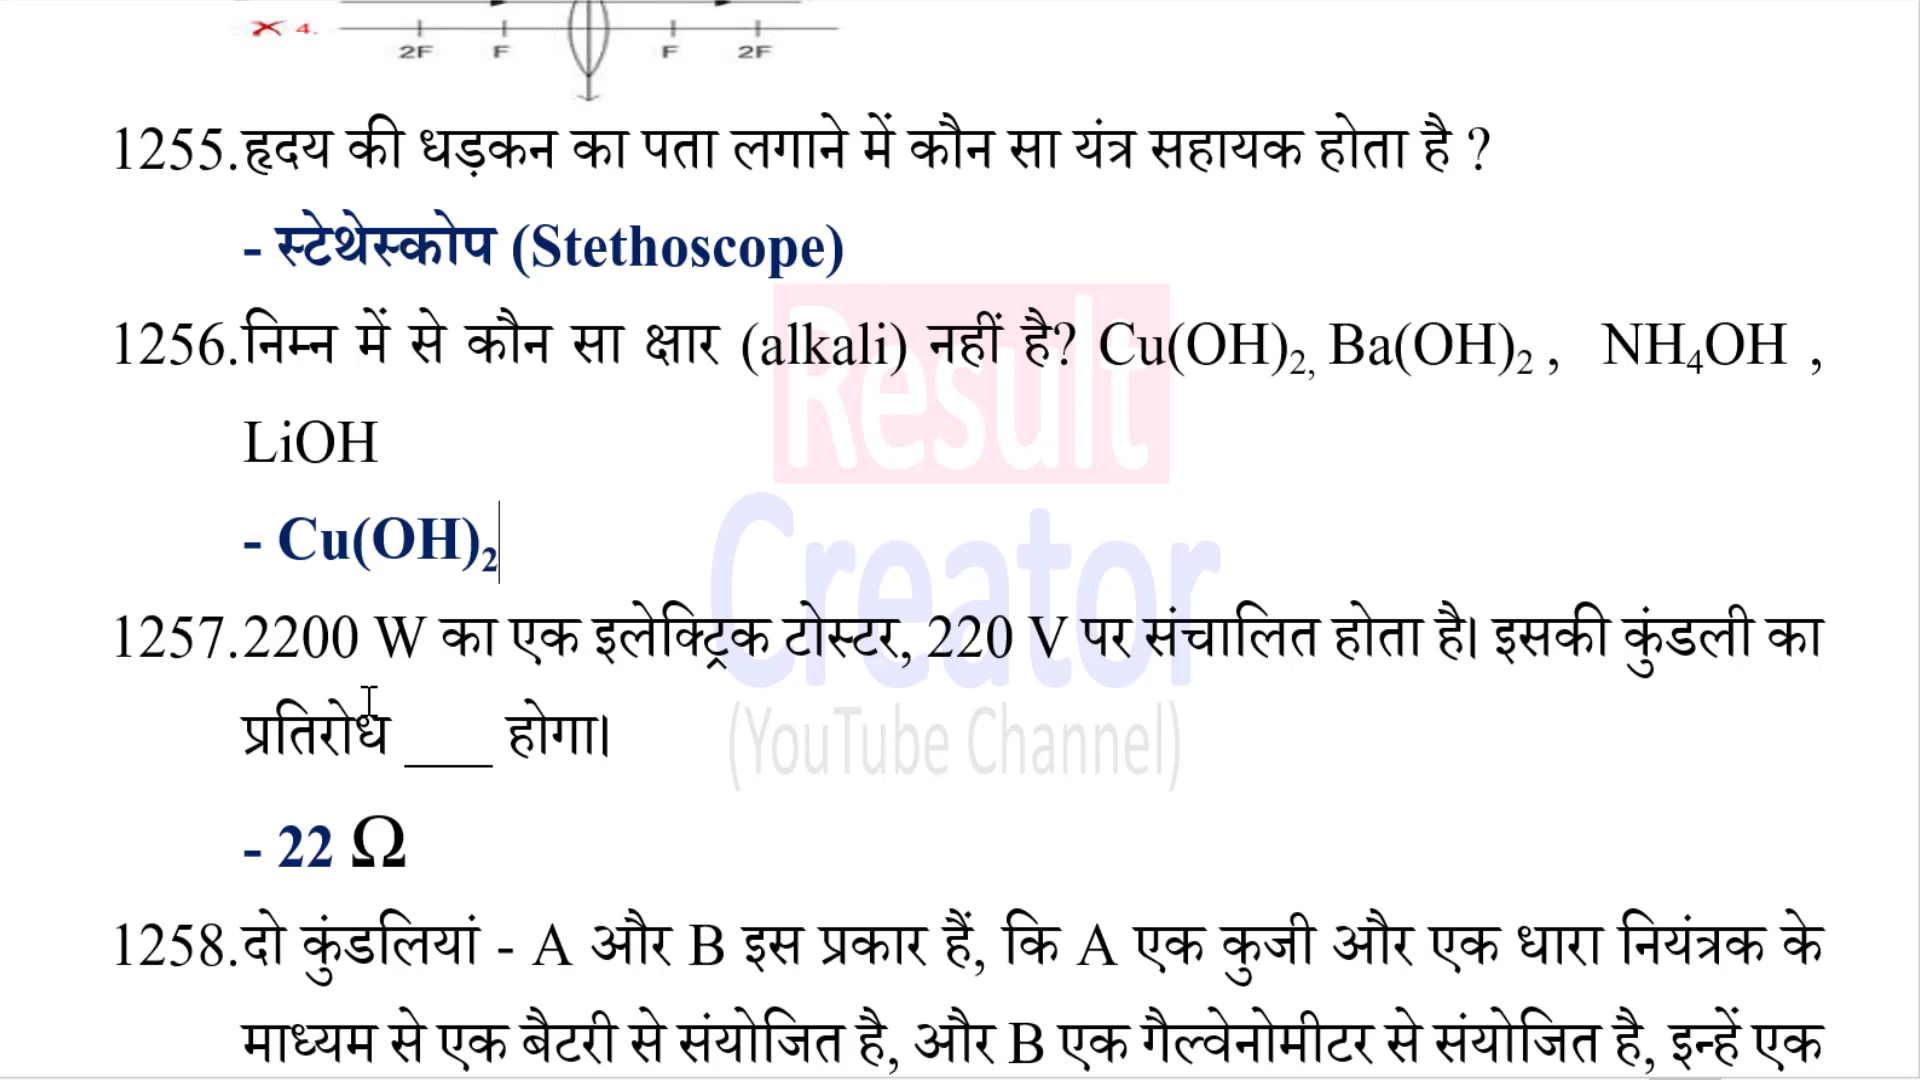 4.
2F F F 2F
1255.हृदय की धड़कन का पता लगाने में कौन सा यंत्र सहायक होता है ?
- स्टेथेस्कोप (Stethoscope)
1256.निम्न में से कौन सा क्षार (alkali) नहीं है? Cu(OH)₂, Ba(OH)₂ , NH₄OH ,
LiOH
- Cu(OH)₂
1257.2200 W का एक इलेक्ट्रिक टोस्टर, 220 V पर संचालित होता है। इसकी कुंडली का
प्रतिरोध ___ होगा।
- 22 Ω
1258.दो कुंडलियां - A और B इस प्रकार हैं, कि A एक कुजी और एक धारा नियंत्रक के
माध्यम से एक बैटरी से संयोजित है, और B एक गैल्वेनोमीटर से संयोजित है, इन्हें एक
Result
Creator
(YouTube Channel)